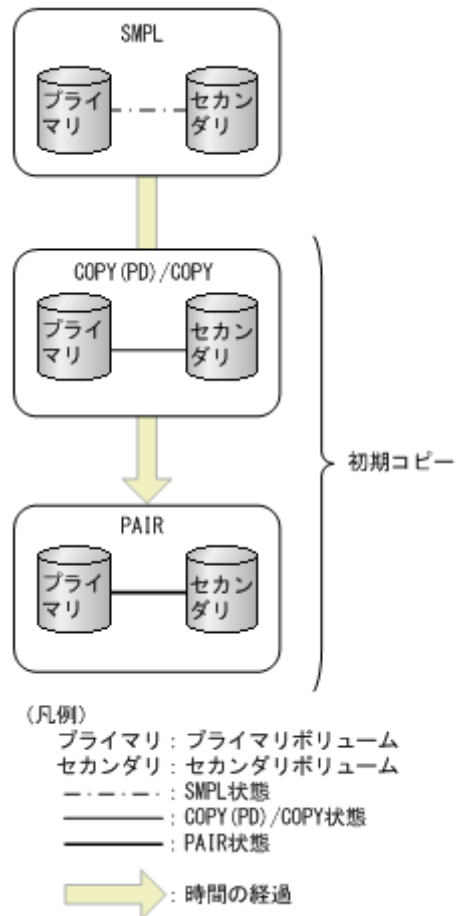 SMPL
プライ
マリ
セカン
ダリ
COPY(PD)/COPY
プライ
マリ
セカン
ダリ
初期コピー
PAIR
プライ
マリ
セカン
ダリ
(凡例)
プライマリ:プライマリボリューム
セカンダリ:セカンダリボリューム
:SMPL状態
:COPY(PD)/COPY状態
:PAIR状態
:時間の経過